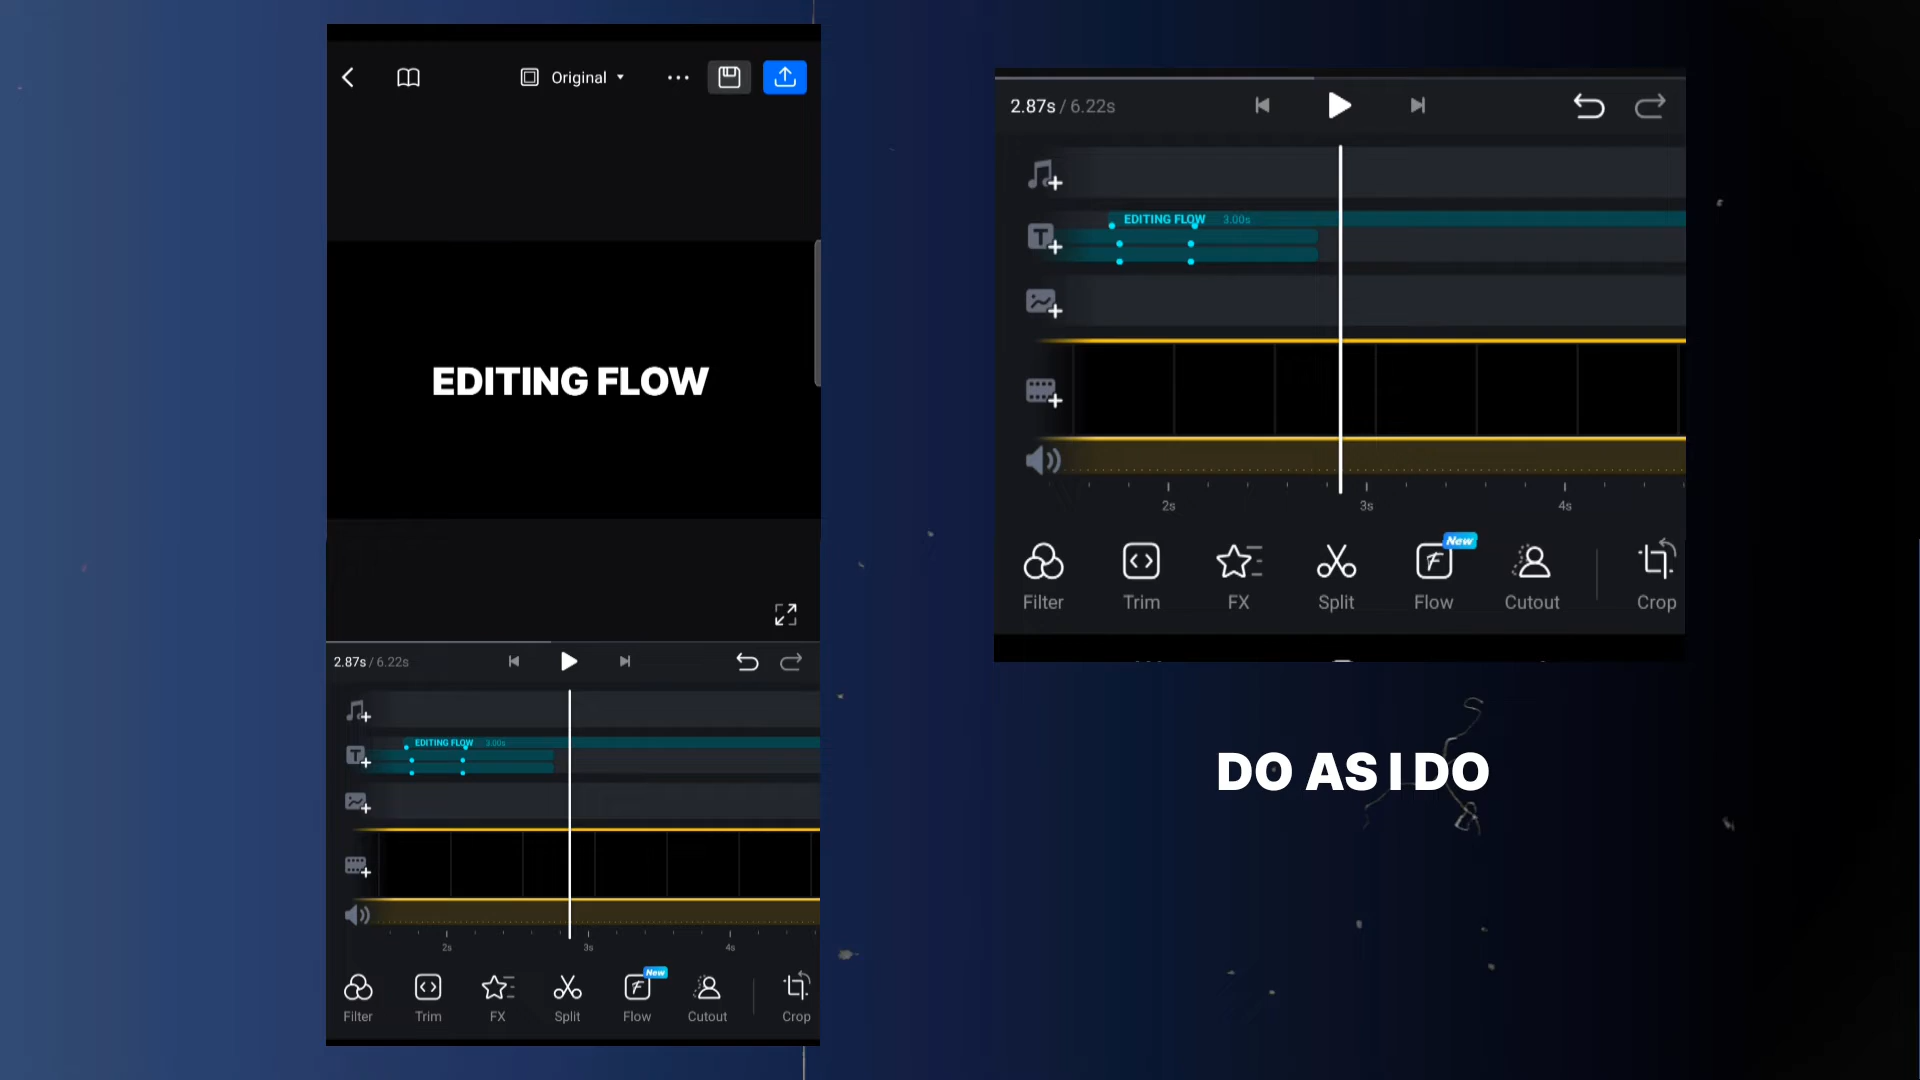 Original
EDITING FLOW
2.87s / 6.22s
EDITING FLOW 3.00s
2s 3s 4s
New
Filter Trim FX Split Flow Cutout Crop
2.87s / 6.22s
EDITING FLOW 3.00s
2s 3s 4s
New
Filter Trim FX Split Flow Cutout Crop
DO AS I DO